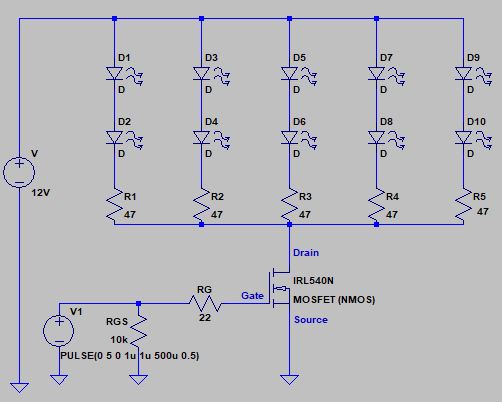 D1 D3 D5 D7 D9
D D D D D
D2 D4 D6 D8 D10
D D D D D
V
12V
R1 R2 R3 R4 R5
47 47 47 47 47
Drain
IRL540N
MOSFET (NMOS)
RG
Gate
22
Source
V1
RGS
10k
PULSE(0 5 0 1u 1u 500u 0.5)